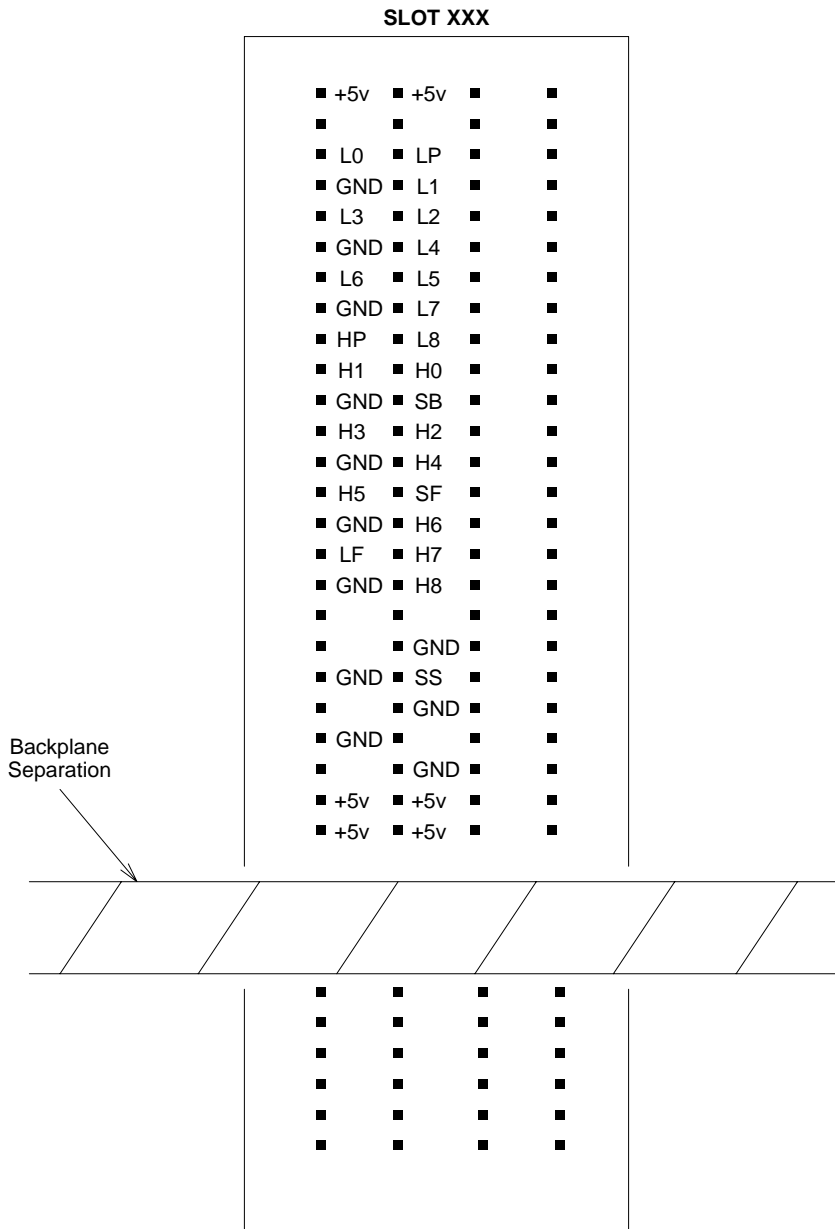 SLOT XXX
+5v +5v
L0 LP
GND L1
L3 L2
GND L4
L6 L5
GND L7
HP L8
H1 H0
GND SB
H3 H2
GND H4
H5 SF
GND H6
LF H7
GND H8
GND
GND SS
GND
GND
GND
+5v +5v
+5v +5v
Backplane
Separation